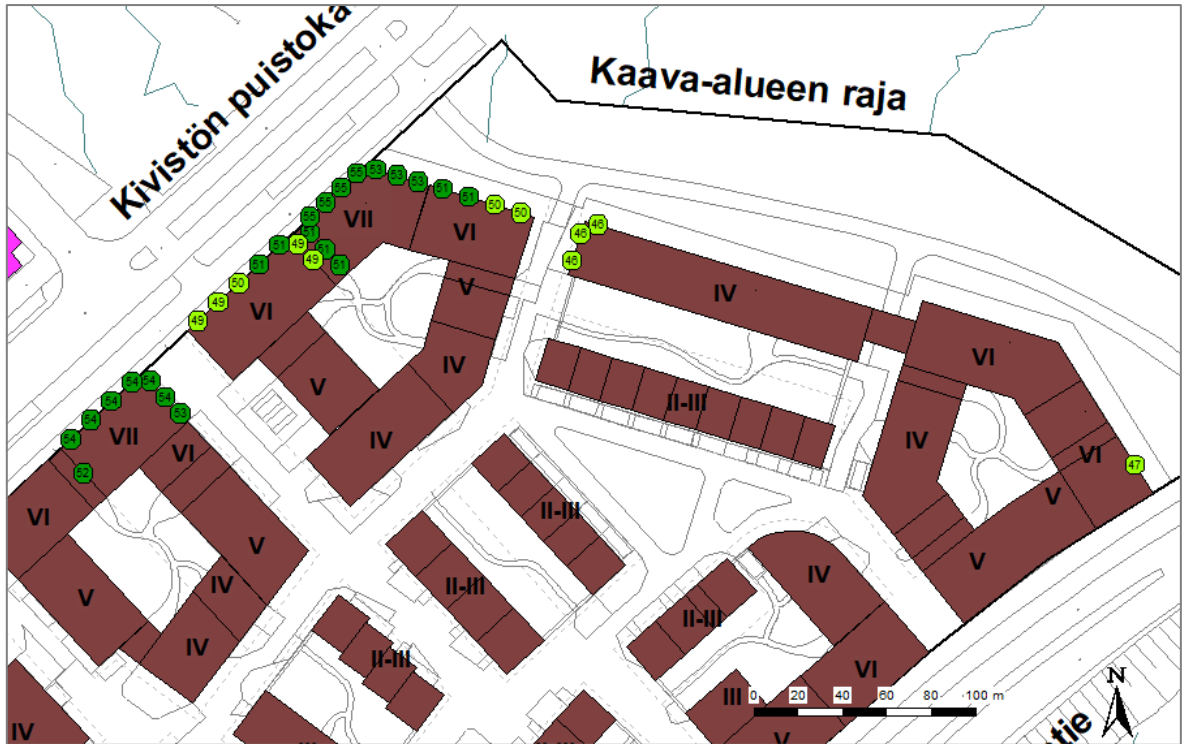 Kivistön puistoka
Kaava-alueen raja
55 53 53 53 51 51 50 50
55
55
55
51
51 49 51
49 51
51
50
49
49
VII
VI
VI
V
V
IV
IV
46
46
46
IV
VI
II-III
IV
VI
47
V
V
54 54
54 54
54 53
54
VII
VI
52
VI
V
V
IV
IV
II-III
II-III
II-III
II-III
IV
VI
III
V
IV
0 20 40 60 80 100 m
N
tie